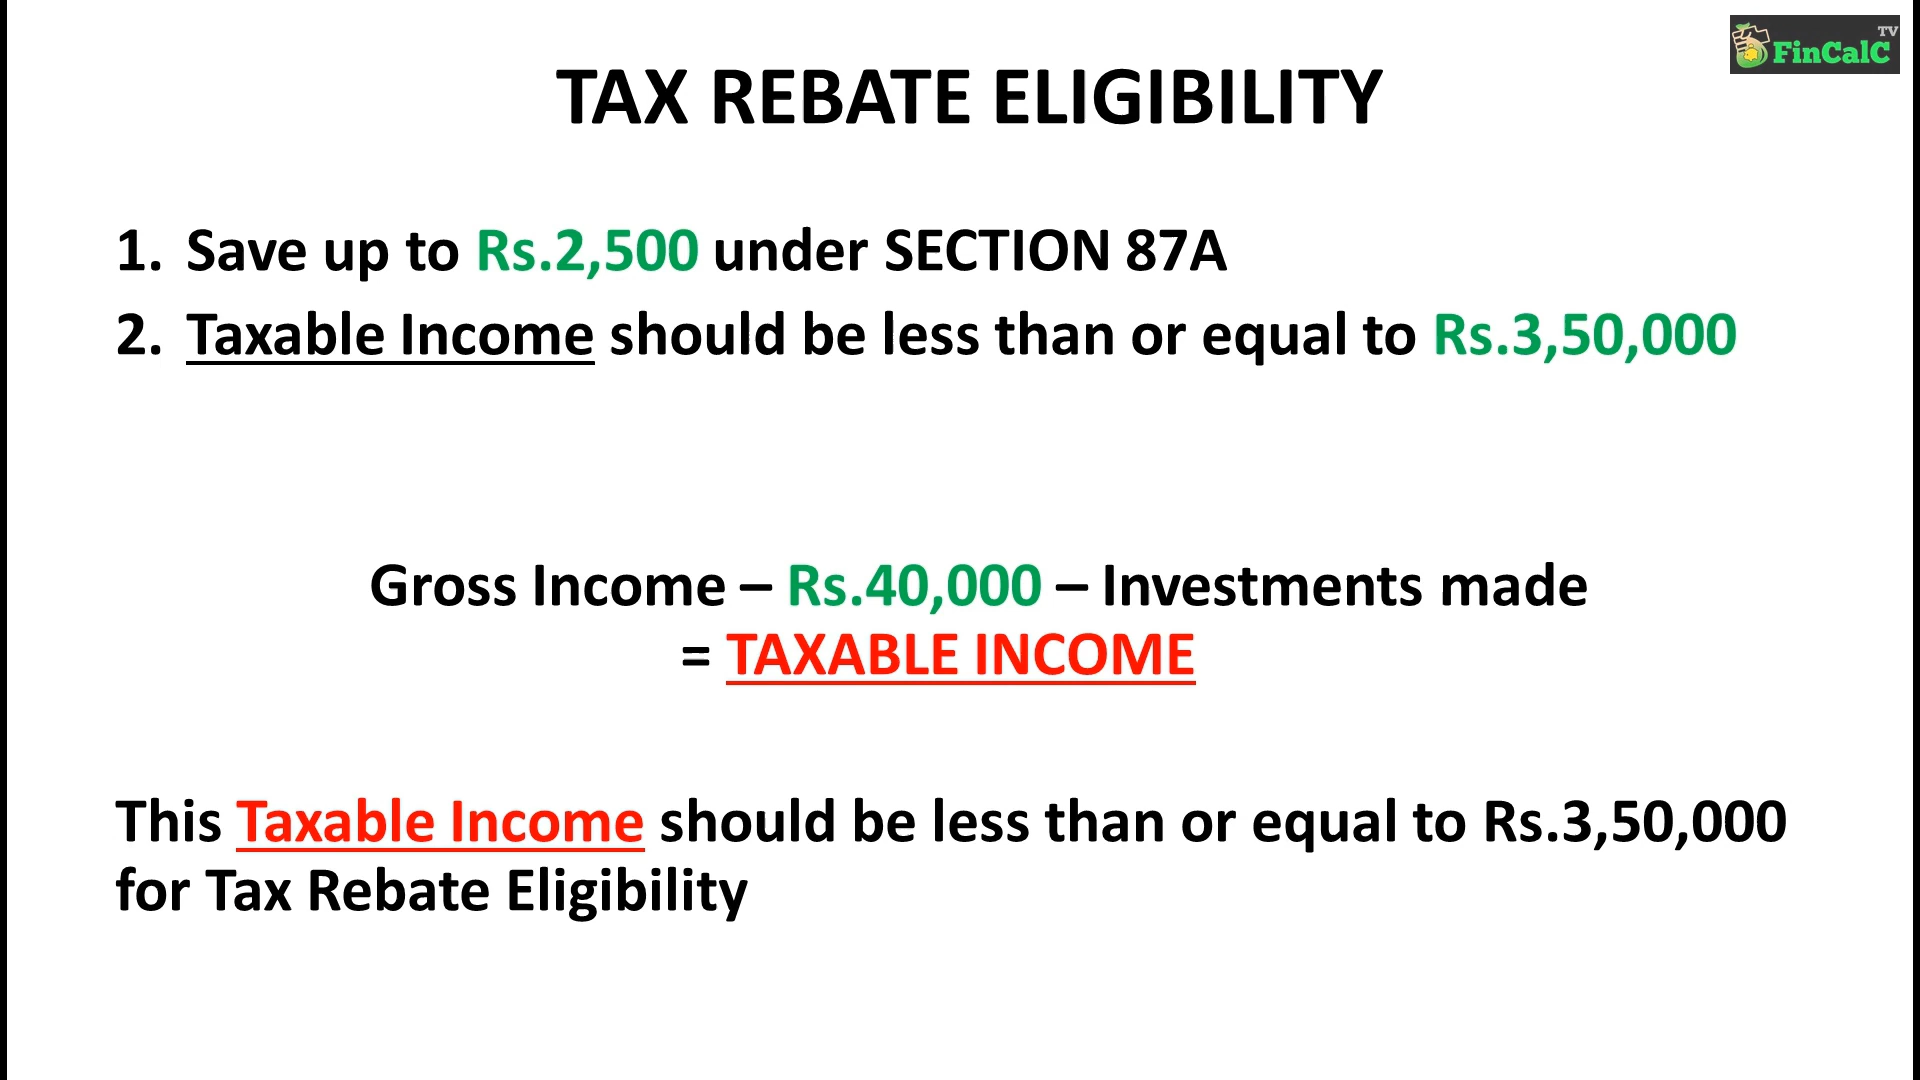 TV
FinCalC
TAX REBATE ELIGIBILITY
1. Save up to Rs.2,500 under SECTION 87A
2. Taxable Income should be less than or equal to Rs.3,50,000
Gross Income – Rs.40,000 – Investments made
= TAXABLE INCOME
This Taxable Income should be less than or equal to Rs.3,50,000
for Tax Rebate Eligibility